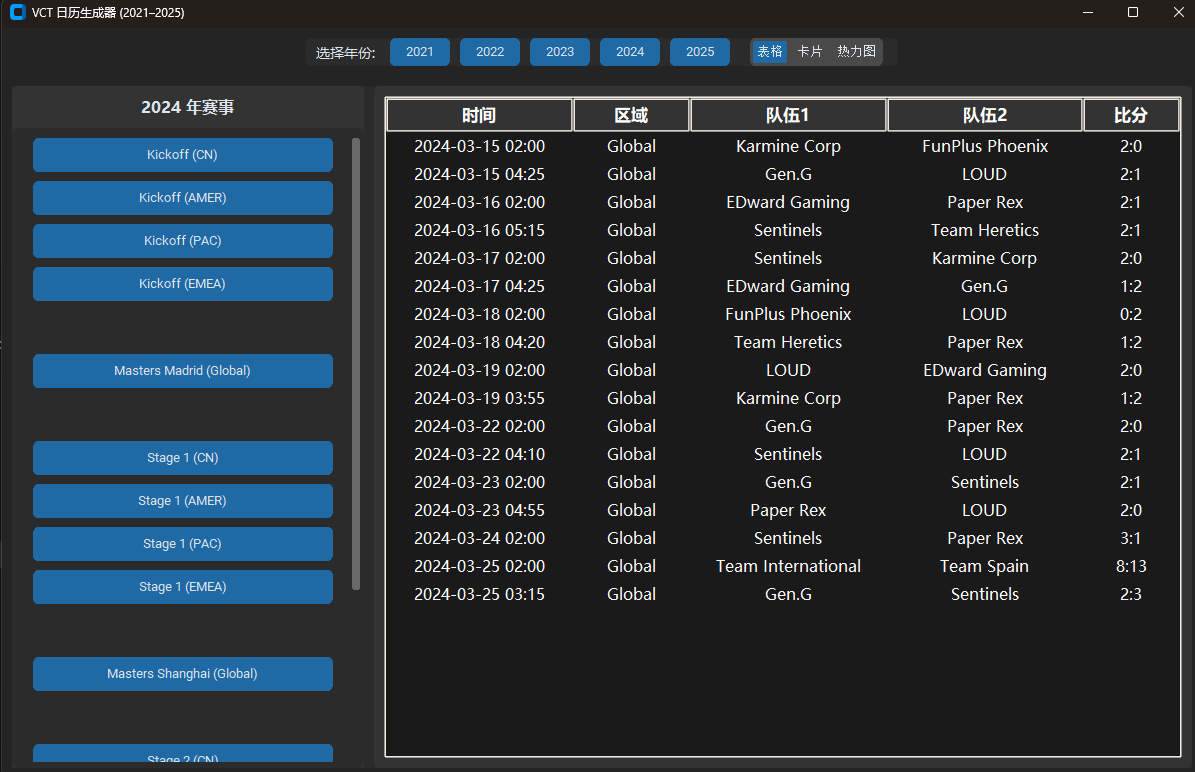 VCT 日历生成器 (2021–2025)
选择年份: 2021 2022 2023 2024 2025 表格 卡片 热力图
2024 年赛事
Kickoff (CN)
Kickoff (AMER)
Kickoff (PAC)
Kickoff (EMEA)
Masters Madrid (Global)
Stage 1 (CN)
Stage 1 (AMER)
Stage 1 (PAC)
Stage 1 (EMEA)
Masters Shanghai (Global)
Stage 2 (CN)
时间 区域 队伍1 队伍2 比分
2024-03-15 02:00 Global Karmine Corp FunPlus Phoenix 2:0
2024-03-15 04:25 Global Gen.G LOUD 2:1
2024-03-16 02:00 Global EDward Gaming Paper Rex 2:1
2024-03-16 05:15 Global Sentinels Team Heretics 2:1
2024-03-17 02:00 Global Sentinels Karmine Corp 2:0
2024-03-17 04:25 Global EDward Gaming Gen.G 1:2
2024-03-18 02:00 Global FunPlus Phoenix LOUD 0:2
2024-03-18 04:20 Global Team Heretics Paper Rex 1:2
2024-03-19 02:00 Global LOUD EDward Gaming 2:0
2024-03-19 03:55 Global Karmine Corp Paper Rex 1:2
2024-03-22 02:00 Global Gen.G Paper Rex 2:0
2024-03-22 04:10 Global Sentinels LOUD 2:1
2024-03-23 02:00 Global Gen.G Sentinels 2:1
2024-03-23 04:55 Global Paper Rex LOUD 2:0
2024-03-24 02:00 Global Sentinels Paper Rex 3:1
2024-03-25 02:00 Global Team International Team Spain 8:13
2024-03-25 03:15 Global Gen.G Sentinels 2:3